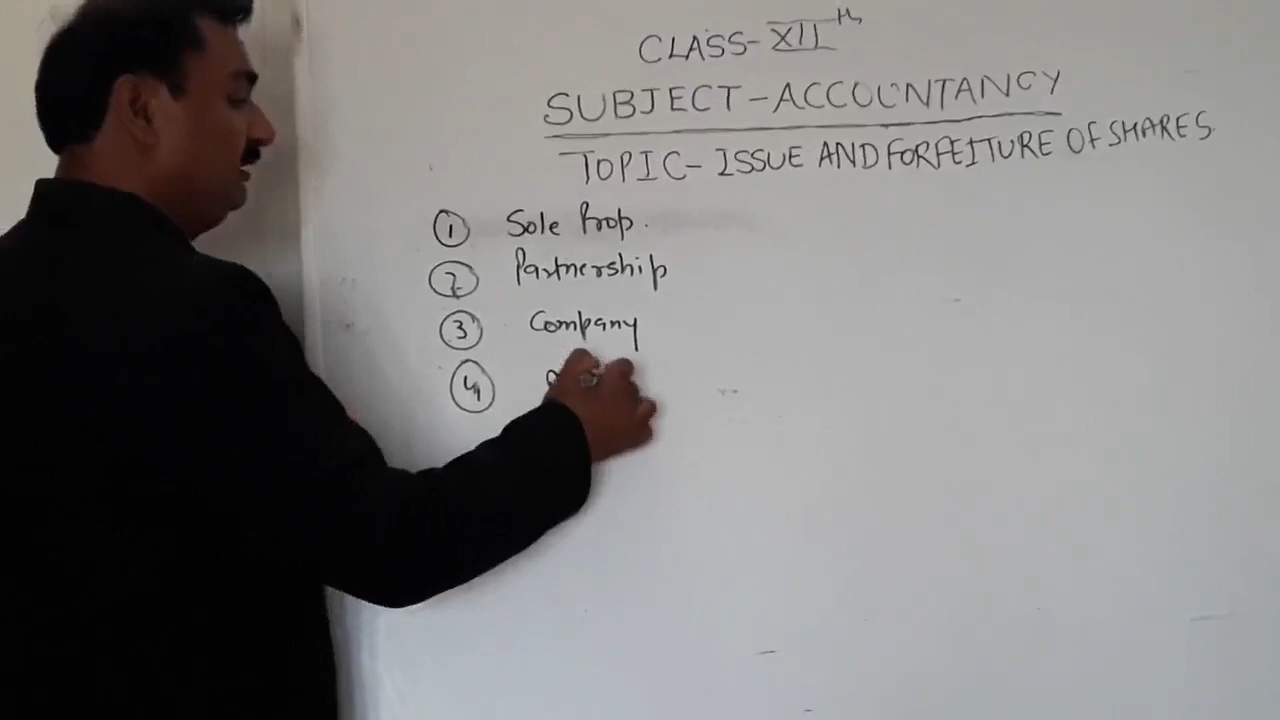 CLASS-XIIth
SUBJECT-ACCOUNTANCY
TOPIC-ISSUE AND FORFEITURE OF SHARES.
① Sole Prop.
② Partnership
③ Company
④